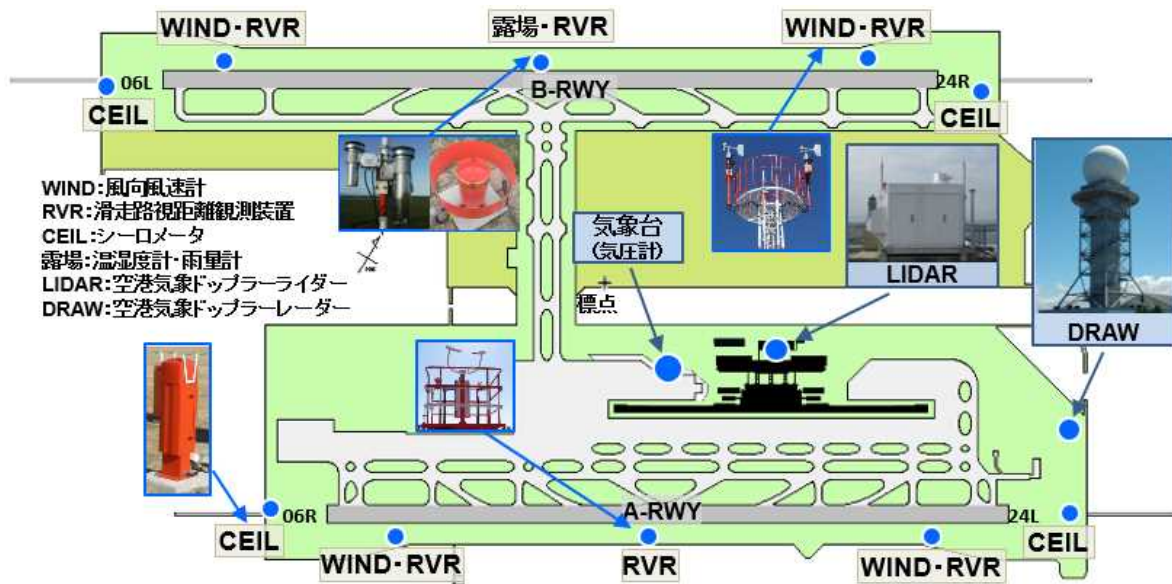 WIND・RVR
露場・RVR
WIND・RVR
06L
B-RWY
24R
CEIL
CEIL
WIND:風向風速計
RVR:滑走路視距離観測装置
CEIL:シーロメータ
露場:温湿度計・雨量計
LIDAR:空港気象ドップラーライダー
DRAW:空港気象ドップラーレーダー
気象台
(気圧計)
標点
LIDAR
DRAW
06R
A-RWY
24L
CEIL
WIND・RVR
RVR
WIND・RVR
CEIL